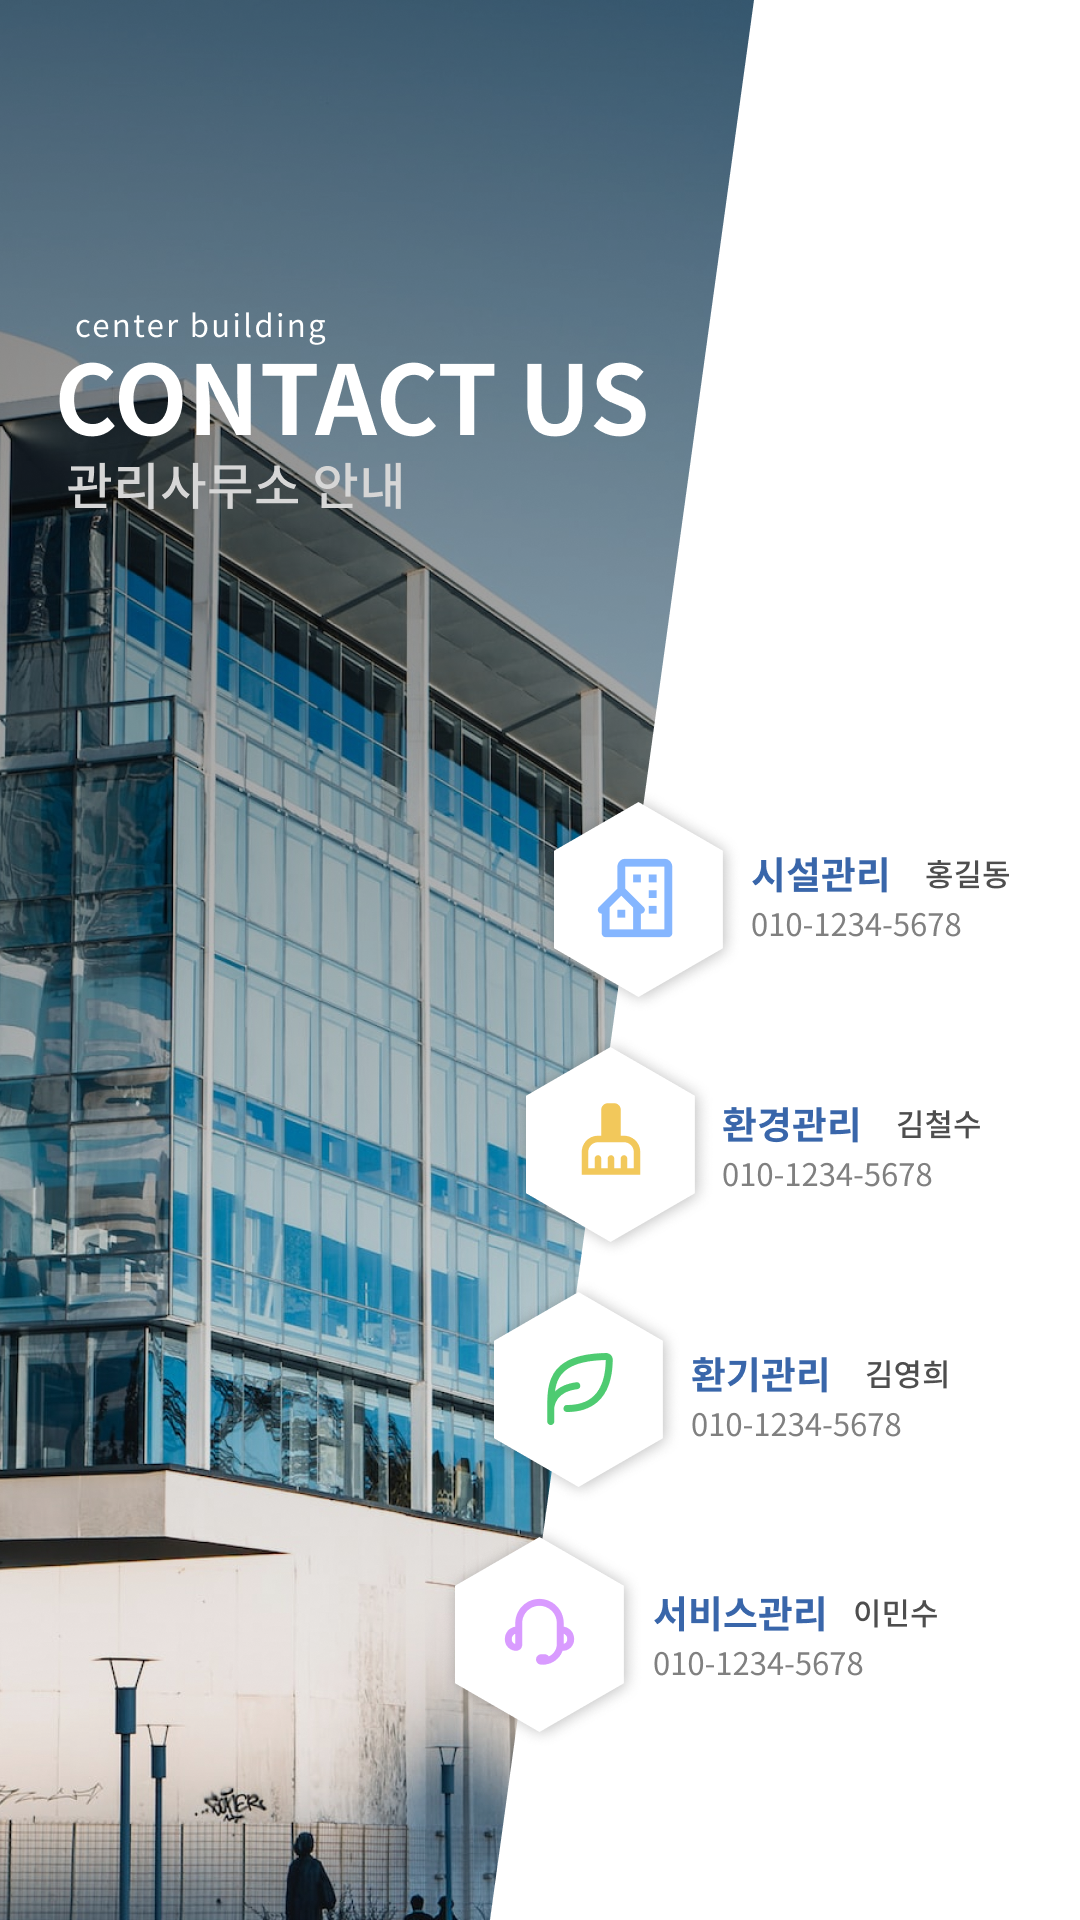 center building
CONTACT US
관리사무소 안내
시설관리 홍길동
010-1234-5678
환경관리 김철수
010-1234-5678
환기관리 김영희
010-1234-5678
서비스관리 이민수
010-1234-5678